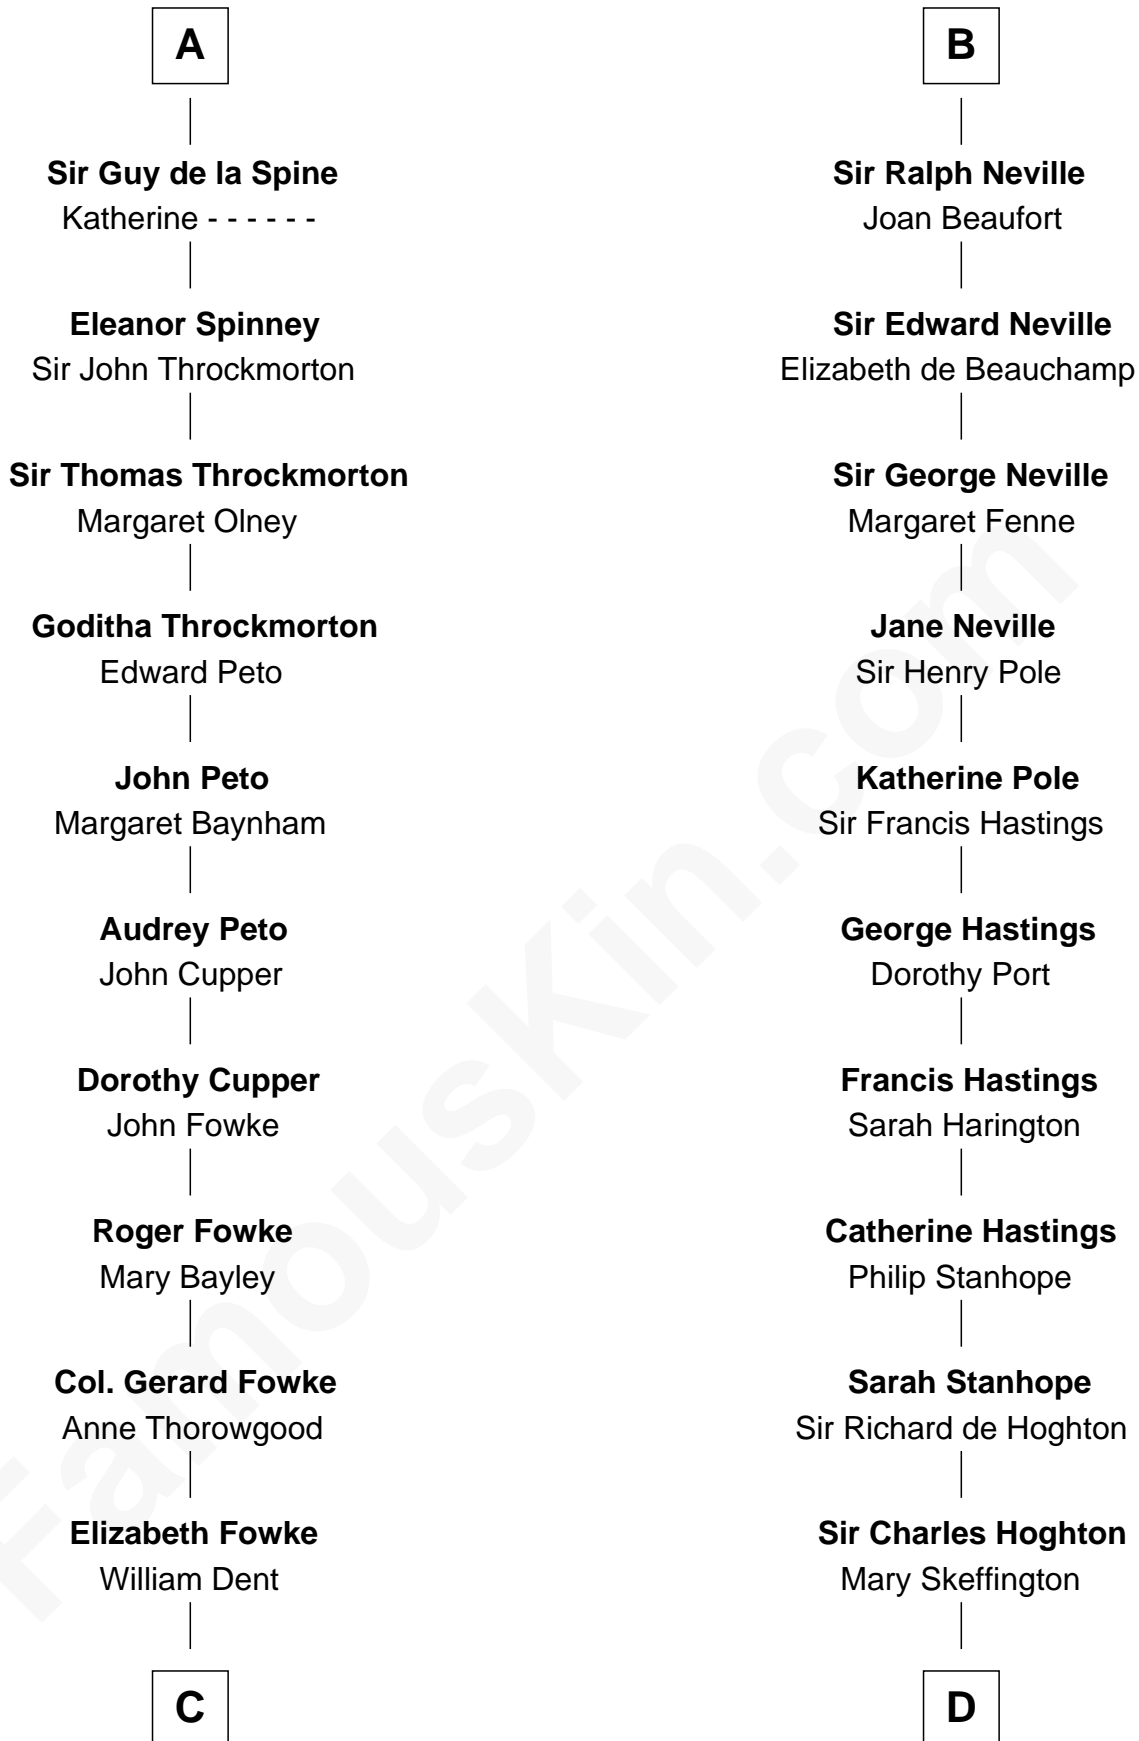 A
Sir Guy de la Spine
Katherine - - - - - -
Eleanor Spinney
Sir John Throckmorton
Sir Thomas Throckmorton
Margaret Olney
Goditha Throckmorton
Edward Peto
John Peto
Margaret Baynham
Audrey Peto
John Cupper
Dorothy Cupper
John Fowke
Roger Fowke
Mary Bayley
Col. Gerard Fowke
Anne Thorowgood
Elizabeth Fowke
William Dent
C
B
Sir Ralph Neville
Joan Beaufort
Sir Edward Neville
Elizabeth de Beauchamp
Sir George Neville
Margaret Fenne
Jane Neville
Sir Henry Pole
Katherine Pole
Sir Francis Hastings
George Hastings
Dorothy Port
Francis Hastings
Sarah Harington
Catherine Hastings
Philip Stanhope
Sarah Stanhope
Sir Richard de Hoghton
Sir Charles Hoghton
Mary Skeffington
D
FamousKin.com